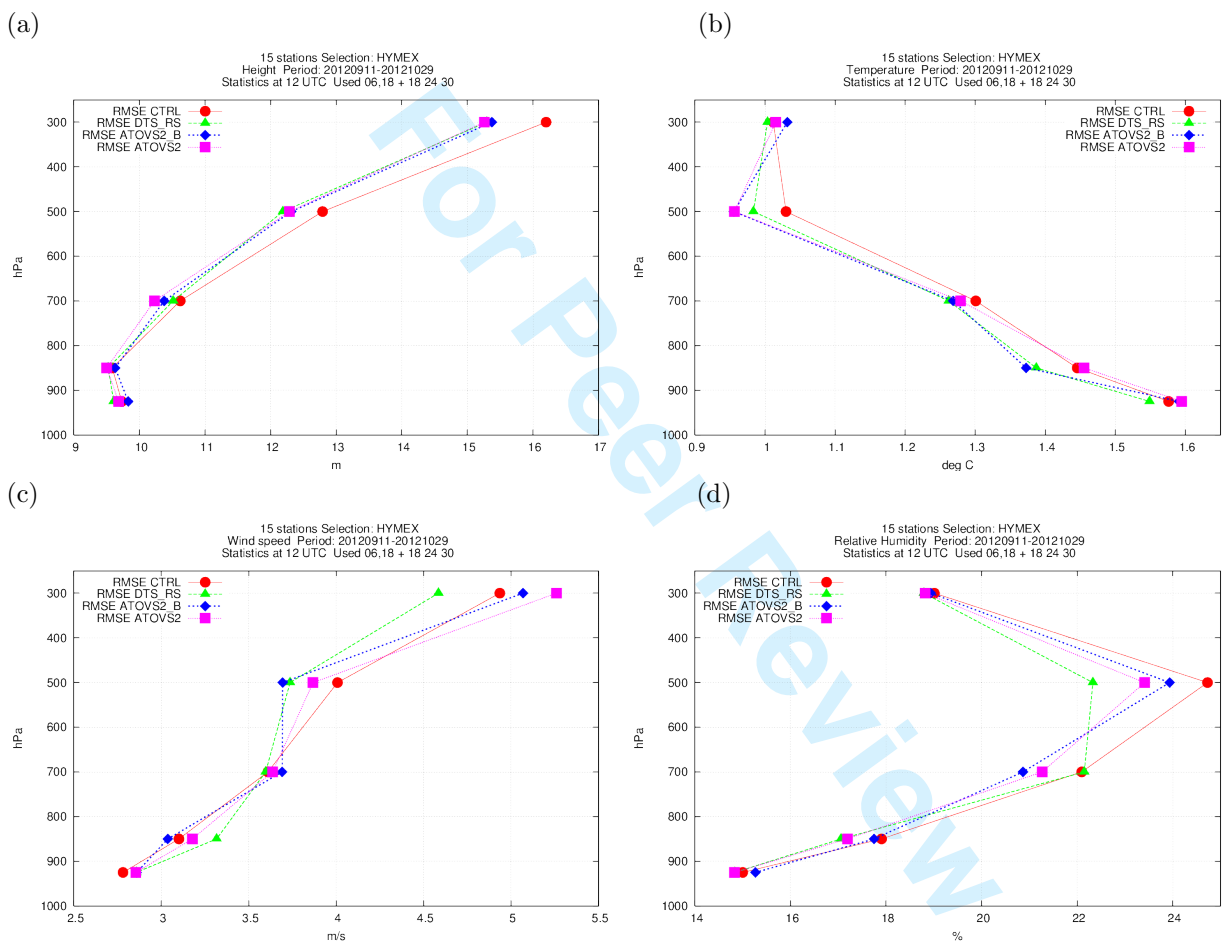 (a)
15 stations Selection: HYMEX
Height Period: 20120911-20121029
Statistics at 12 UTC Used 06,18 + 18 24 30
RMSE CTRL
RMSE DTS_RS
RMSE ATOVS2_B
RMSE ATOVS2
300
400
500
600
700
800
900
1000
hPa
9 10 11 12 13 14 15 16 17
m
(b)
15 stations Selection: HYMEX
Temperature Period: 20120911-20121029
Statistics at 12 UTC Used 06,18 + 18 24 30
RMSE CTRL
RMSE DTS_RS
RMSE ATOVS2_B
RMSE ATOVS2
300
400
500
600
700
800
900
1000
hPa
0.9 1 1.1 1.2 1.3 1.4 1.5 1.6
deg C
(c)
15 stations Selection: HYMEX
Wind speed Period: 20120911-20121029
Statistics at 12 UTC Used 06,18 + 18 24 30
RMSE CTRL
RMSE DTS_RS
RMSE ATOVS2_B
RMSE ATOVS2
300
400
500
600
700
800
900
1000
hPa
2.5 3 3.5 4 4.5 5 5.5
m/s
(d)
15 stations Selection: HYMEX
Relative Humidity Period: 20120911-20121029
Statistics at 12 UTC Used 06,18 + 18 24 30
RMSE CTRL
RMSE DTS_RS
RMSE ATOVS2_B
RMSE ATOVS2
300
400
500
600
700
800
900
1000
hPa
14 16 18 20 22 24
%
For Peer Review